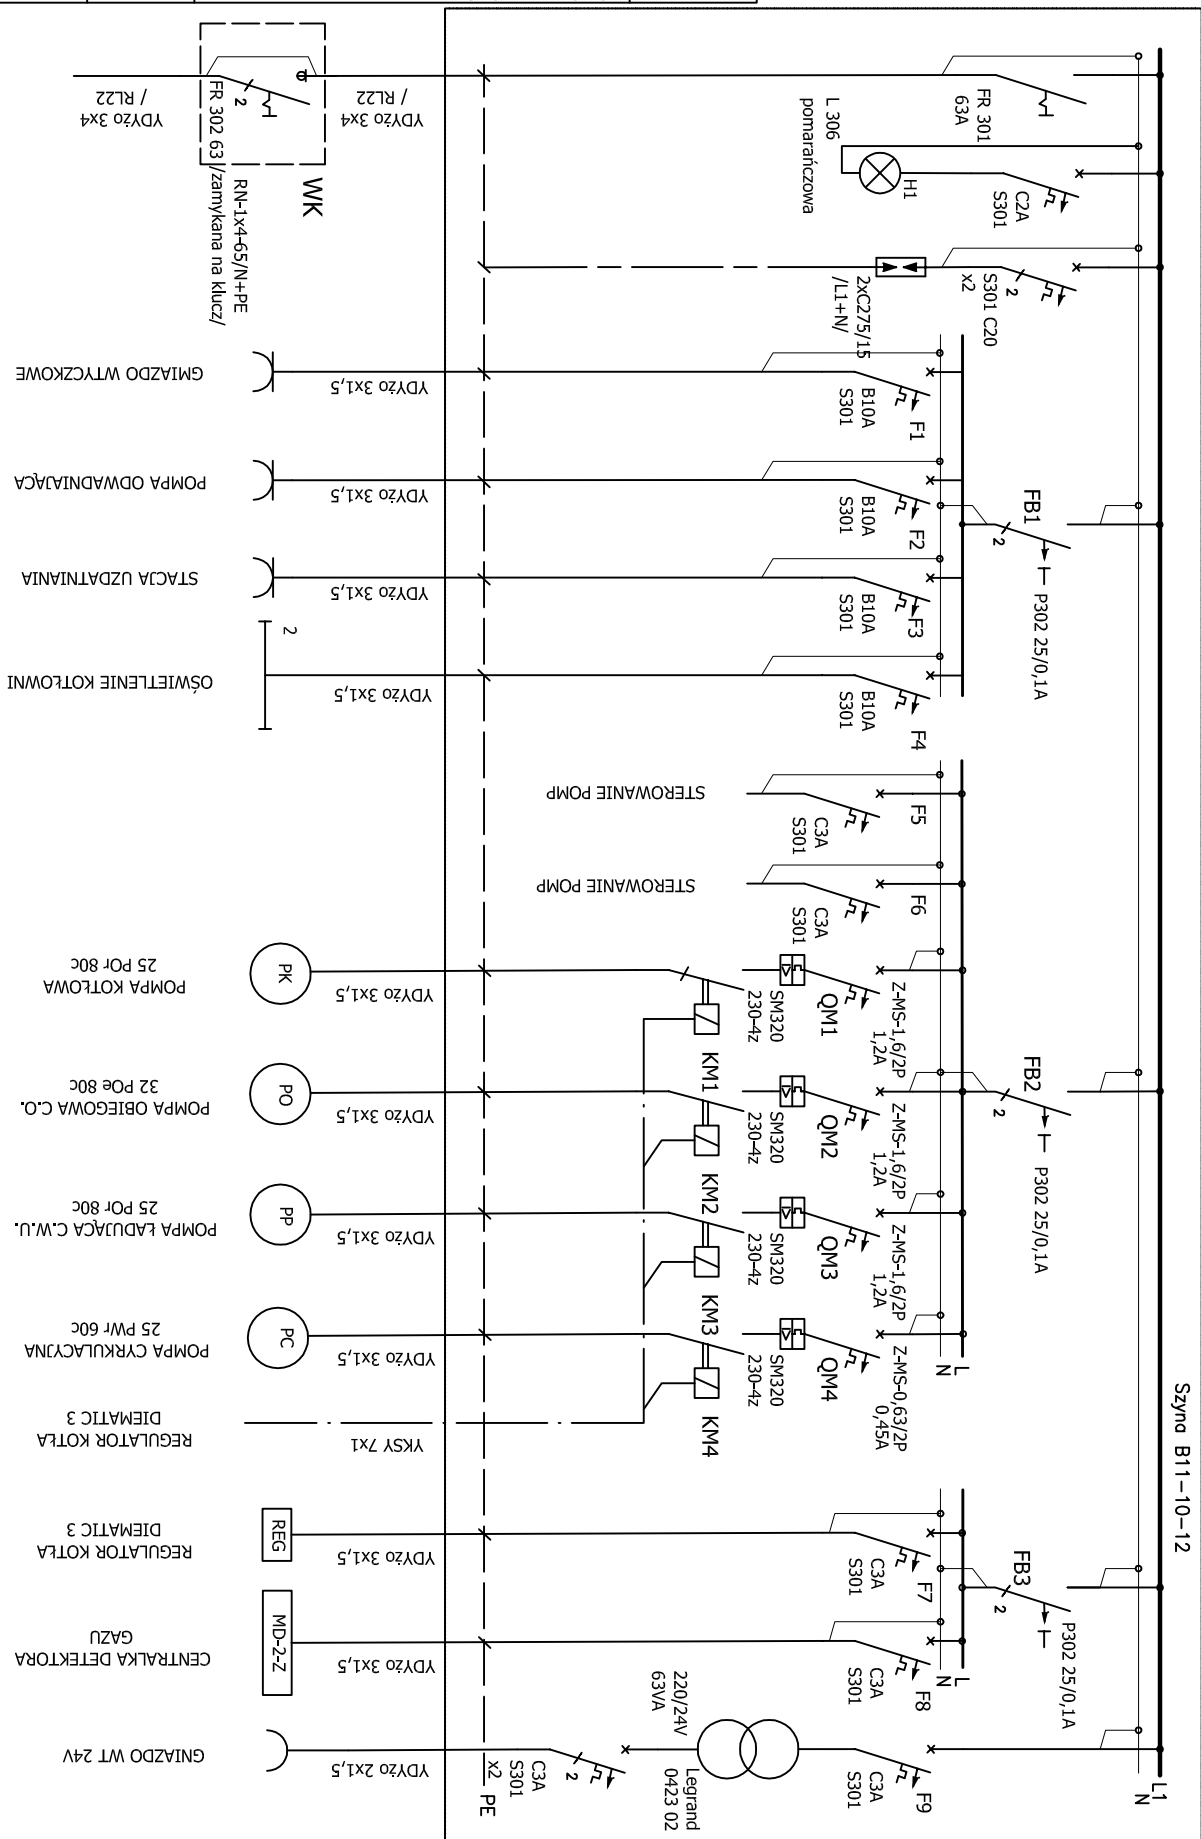 Szyna B11-10-12
L1
N
FR 301
63A
C2A
S301
H1
L 306
pomarańczowa
S301 C20
x2
2
2xC275/15
/L1+N/
FB1
2
P302 25/0,1A
F1
B10A
S301
F2
B10A
S301
F3
B10A
S301
F4
B10A
S301
F5
C3A
S301
STEROWANIE POMP
F6
C3A
S301
STEROWANIE POMP
FB2
2
P302 25/0,1A
Z-MS-1,6/2P
1,2A
QM1
SM320
230-4z
KM1
Z-MS-1,6/2P
1,2A
QM2
SM320
230-4z
KM2
Z-MS-1,6/2P
1,2A
QM3
SM320
230-4z
KM3
Z-MS-0,63/2P
0,45A
QM4
SM320
230-4z
KM4
L
N
FB3
2
P302 25/0,1A
F7
C3A
S301
F8
C3A
S301
L
N
F9
C3A
S301
220/24V
63VA
Legrand
0423 02
2
C3A
S301
x2
PE
WK
RN-1x4-65/N+PE
/zamykana na klucz/
FR 302 63
2
YDYżo 3x4
/ RL22
YDYżo 3x4
/ RL22
YDYżo 3x1,5
YDYżo 3x1,5
YDYżo 3x1,5
YDYżo 3x1,5
2
YDYżo 3x1,5
YDYżo 3x1,5
YDYżo 3x1,5
YDYżo 3x1,5
YKSY 7x1
YDYżo 3x1,5
YDYżo 3x1,5
YDYżo 2x1,5
PK
PO
PP
PC
REG
MD-2-Z
GMIAZDO WTYCZKOWE
POMPA ODWADNIAJĄCA
STACJA UZDATNIANIA
OŚWIETLENIE KOTŁOWNI
POMPA KOTŁOWA
25 POr 80c
POMPA OBIEGOWA C.O.
32 POe 80c
POMPA ŁADUJĄCA C.W.U.
25 POr 80c
POMPA CYRKULACYJNA
25 PWr 60c
REGULATOR KOTŁA
DIEMATIC 3
REGULATOR KOTŁA
DIEMATIC 3
CENTRALKA DETEKTORA
GAZU
GNIAZDO WT 24V